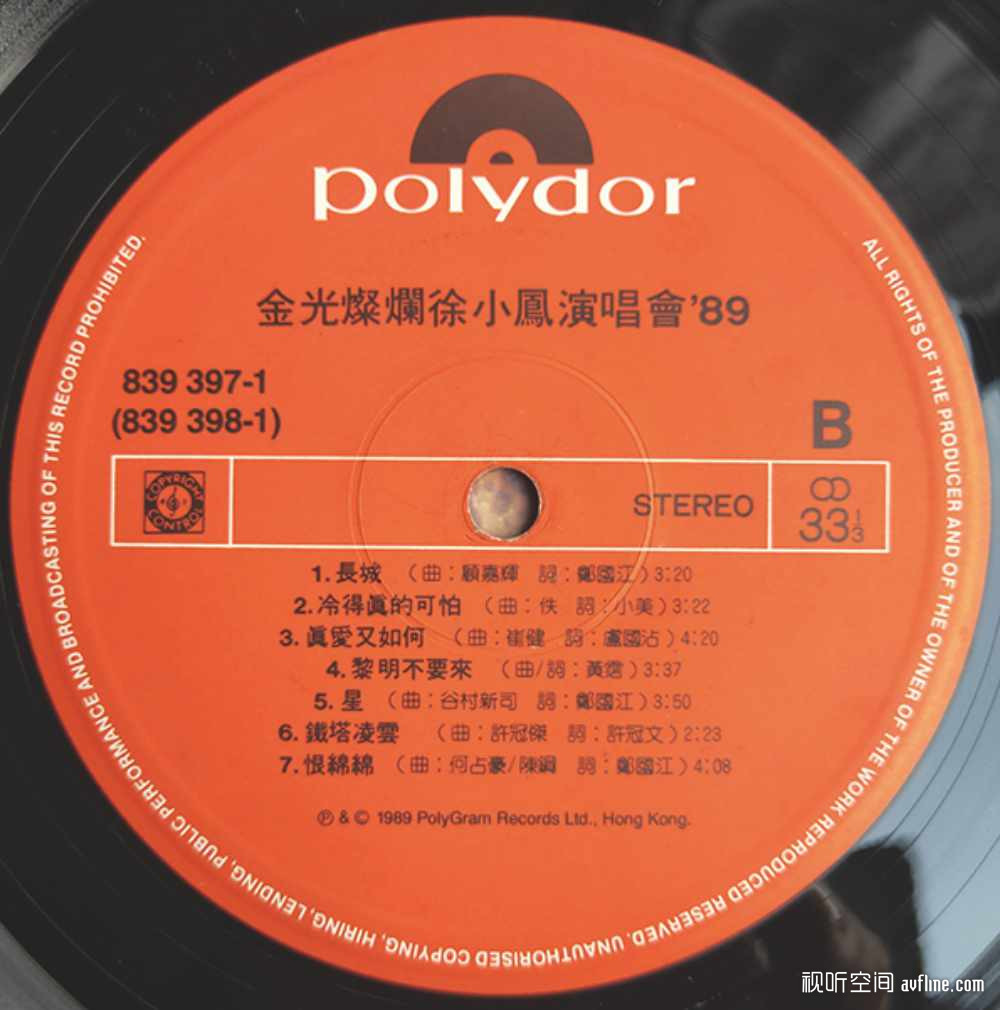 polydor
金光燦爛徐小鳳演唱會’89
839 397-1
(839 398-1)
B
COPYRIGHT CONTROL
STEREO
33 1/3
1. 長城 (曲:顧嘉輝 詞:鄭國江) 3:20
2. 冷得眞的可怕 (曲:佚 詞:小美) 3:22
3. 眞愛又如何 (曲:崔健 詞:盧國沾) 4:20
4. 黎明不要來 (曲/詞:黃霑) 3:37
5. 星 (曲:谷村新司 詞:鄭國江) 3:50
6. 鐵塔凌雲 (曲:許冠傑 詞:許冠文) 2:23
7. 恨綿綿 (曲:何占豪/陳鋼 詞:鄭國江) 4:08
℗ & © 1989 PolyGram Records Ltd., Hong Kong.
ALL RIGHTS OF THE PRODUCER AND OF THE OWNER OF THE WORK REPRODUCED RESERVED. UNAUTHORISED COPYING, HIRING, LENDING, PUBLIC PERFORMANCE AND BROADCASTING OF THIS RECORD PROHIBITED.
视听空间 avfline.com